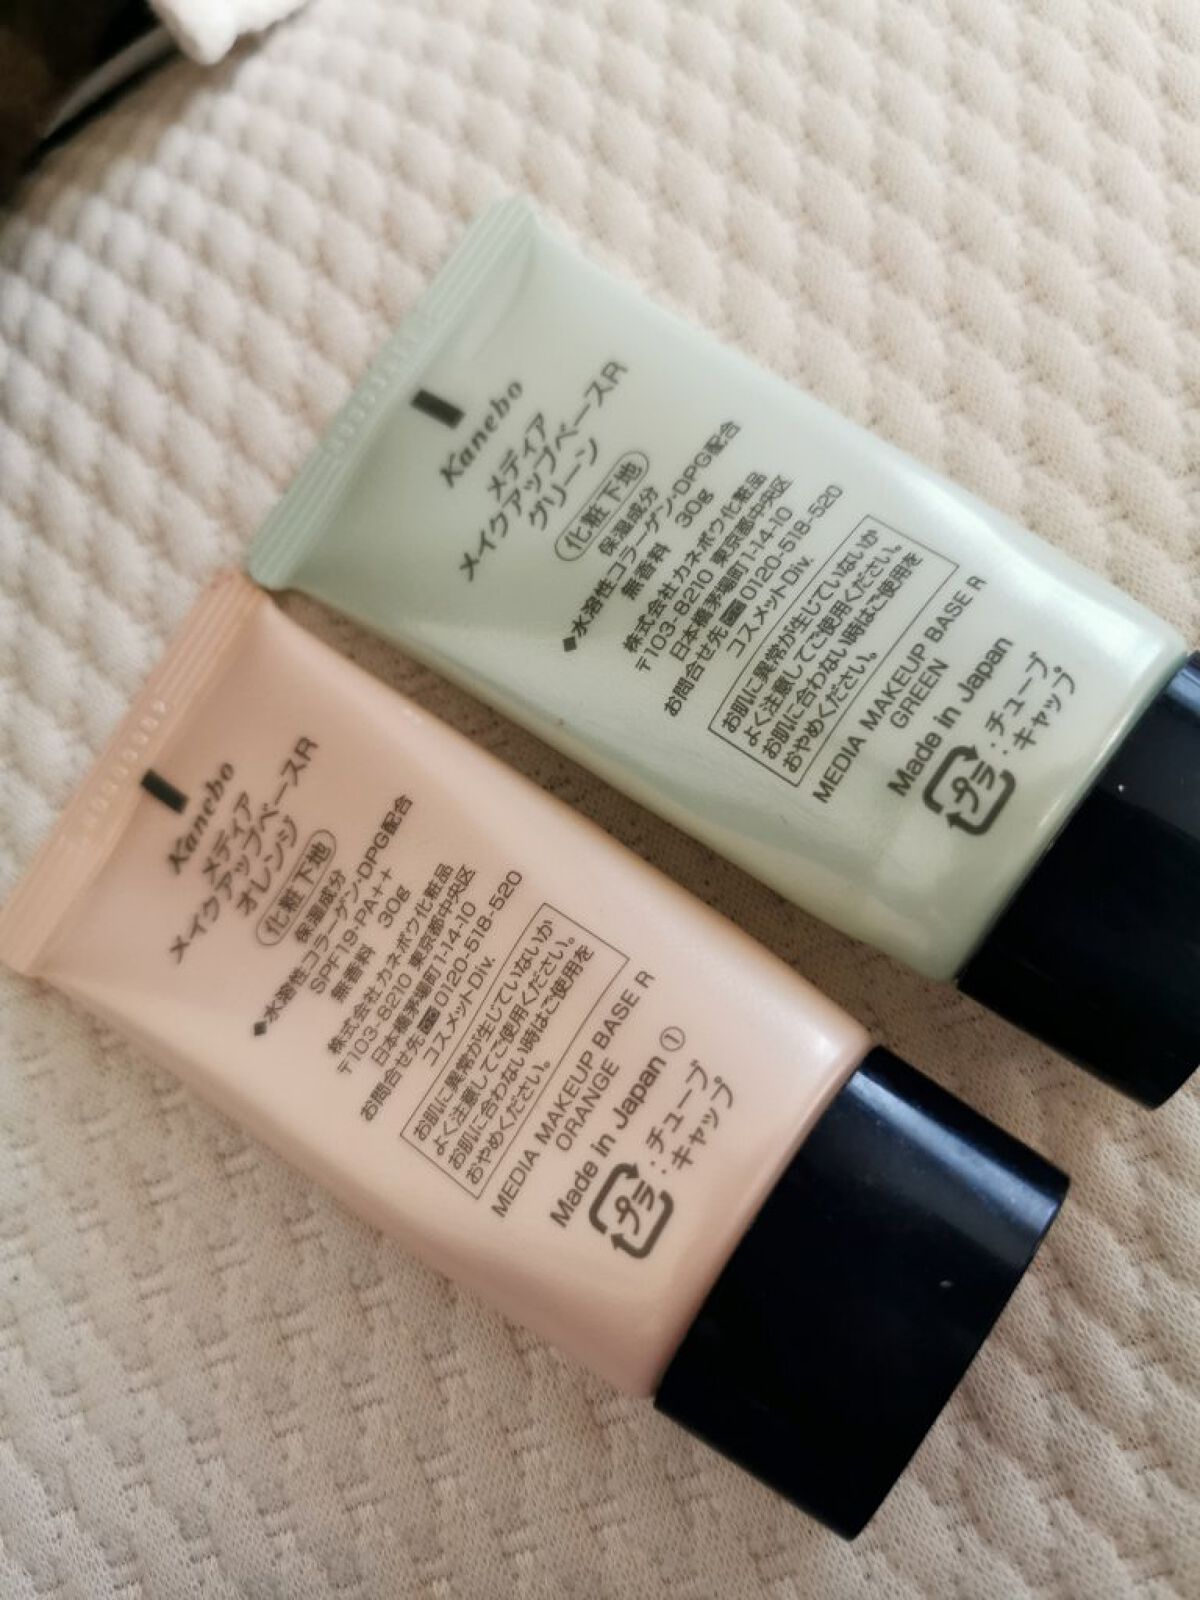 Kanebo
メディア
メイクアップベースR
グリーン
化粧下地
保湿成分
◆水溶性コラーゲン・DPG配合
無香料 30g
株式会社カネボウ化粧品
〒103-8210 東京都中央区
日本橋茅場町1-14-10
お問合せ先 0120-518-520
コスメットDiv.
お肌に異常が生じていないか
よく注意してご使用ください。
お肌に合わない時はご使用を
おやめください。
MEDIA MAKEUP BASE R
GREEN
Made in Japan
プラ :チューブ
:キャップ
Kanebo
メディア
メイクアップベースR
オレンジ
化粧下地
保湿成分
◆水溶性コラーゲン・DPG配合
SPF19・PA++
無香料 30g
株式会社カネボウ化粧品
〒103-8210 東京都中央区
日本橋茅場町1-14-10
お問合せ先 0120-518-520
コスメットDiv.
お肌に異常が生じていないか
よく注意してご使用ください。
お肌に合わない時はご使用を
おやめください。
MEDIA MAKEUP BASE R
ORANGE
Made in Japan ①
プラ :チューブ
:キャップ